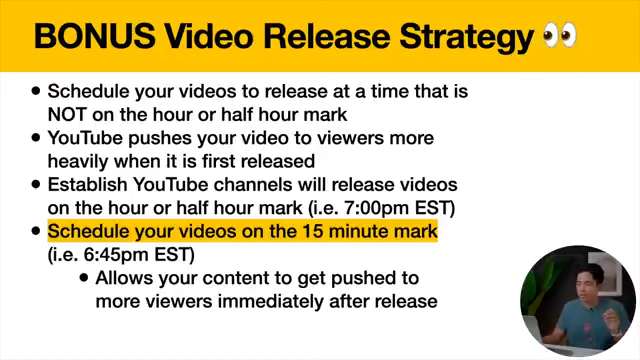 BONUS Video Release Strategy 👀
• Schedule your videos to release at a time that is
NOT on the hour or half hour mark
• YouTube pushes your video to viewers more
heavily when it is first released
• Establish YouTube channels will release videos
on the hour or half hour mark (i.e. 7:00pm EST)
• Schedule your videos on the 15 minute mark
(i.e. 6:45pm EST)
• Allows your content to get pushed to
more viewers immediately after release